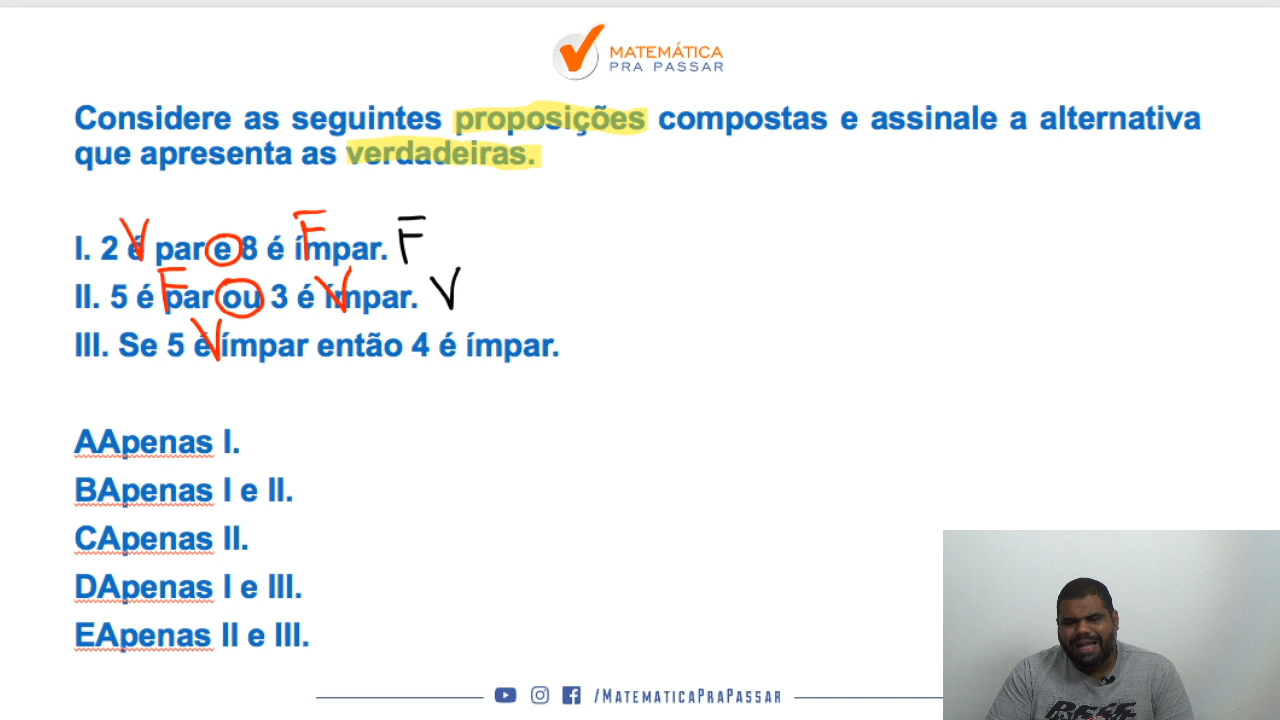 MATEMÁTICA
PRA PASSAR
Considere as seguintes proposições compostas e assinale a alternativa
que apresenta as verdadeiras.
V F F
I. 2 é par e 8 é ímpar.
F V V
II. 5 é par ou 3 é ímpar.
V
III. Se 5 é ímpar então 4 é ímpar.
AApenas I.
BApenas I e II.
CApenas II.
DApenas I e III.
EApenas II e III.
/MATEMATICAPRAPASSAR